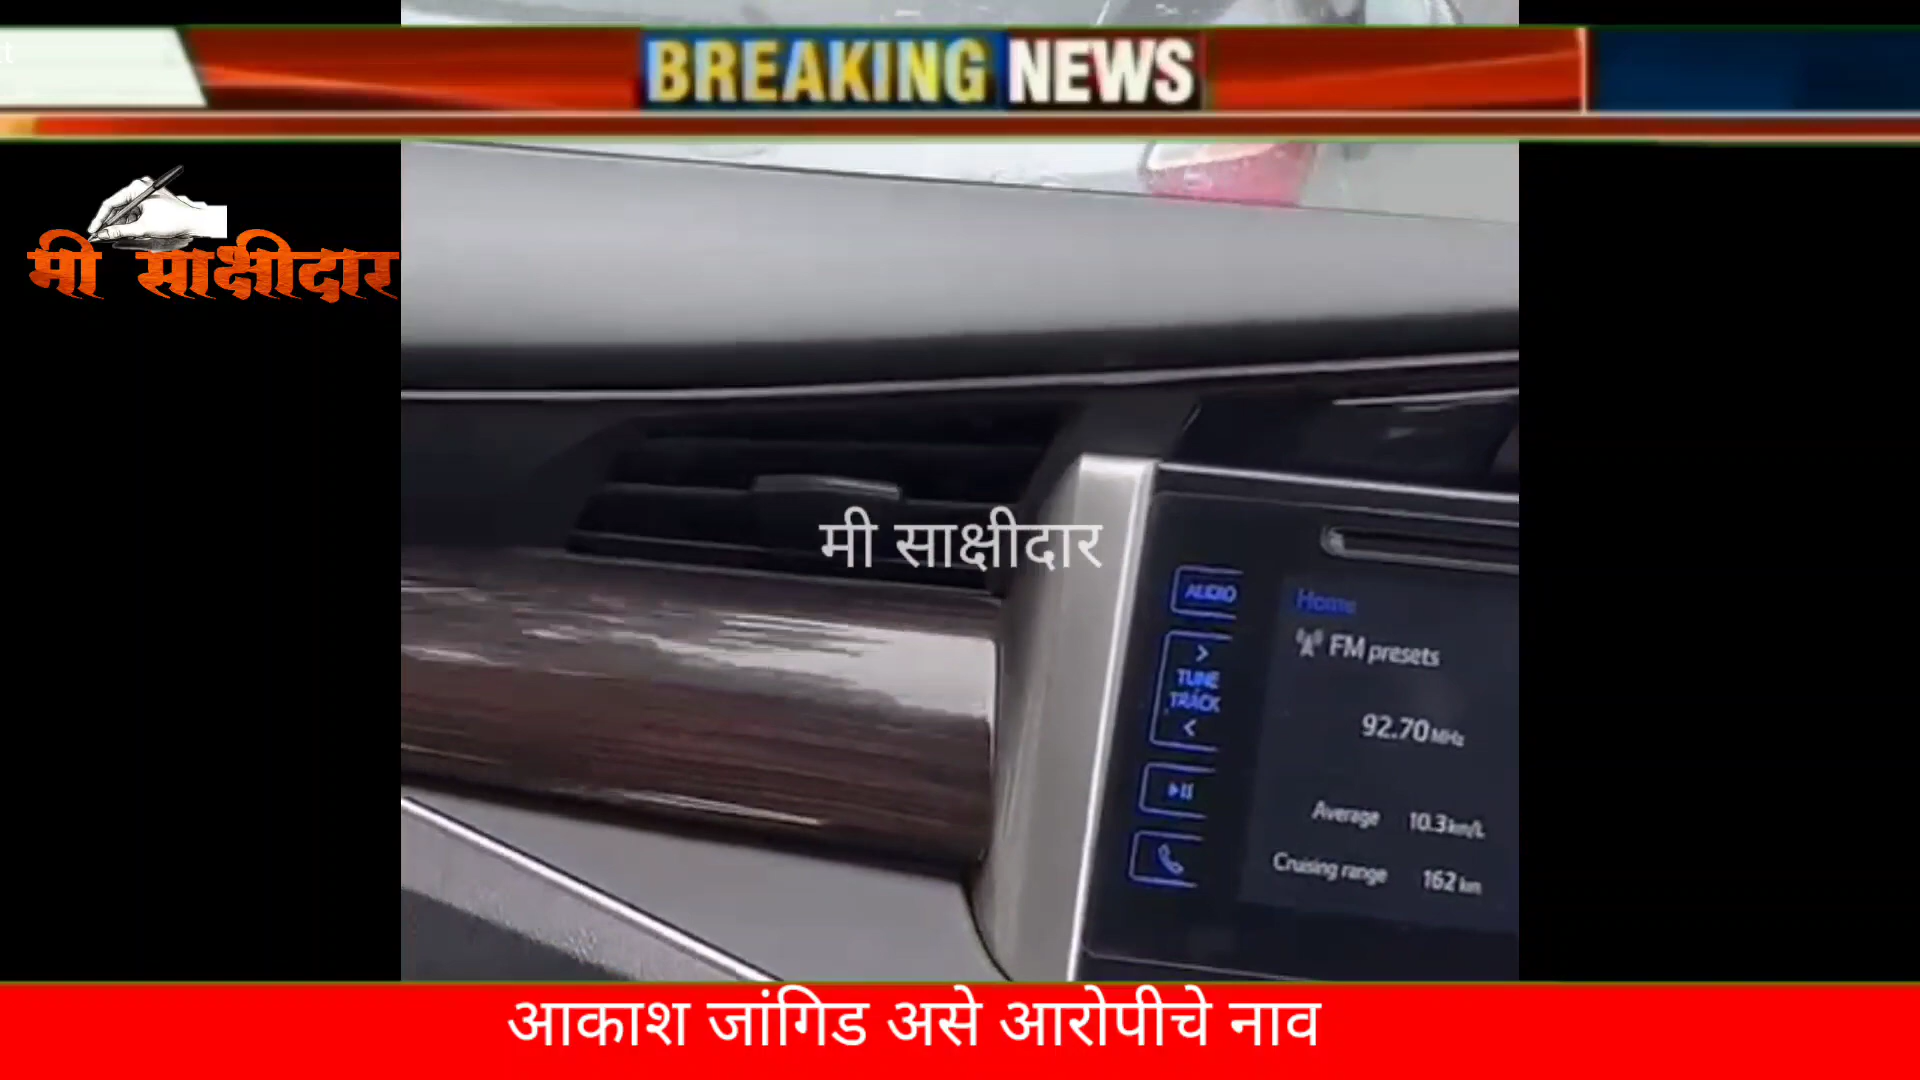 BREAKING NEWS
मी साक्षीदार
मी साक्षीदार
AUDIO
Home
FM presets
TUNE
TRACK
92.70 MHz
Average 10.3 km/L
Cruising range 162 km
आकाश जांगिड असे आरोपीचे नाव